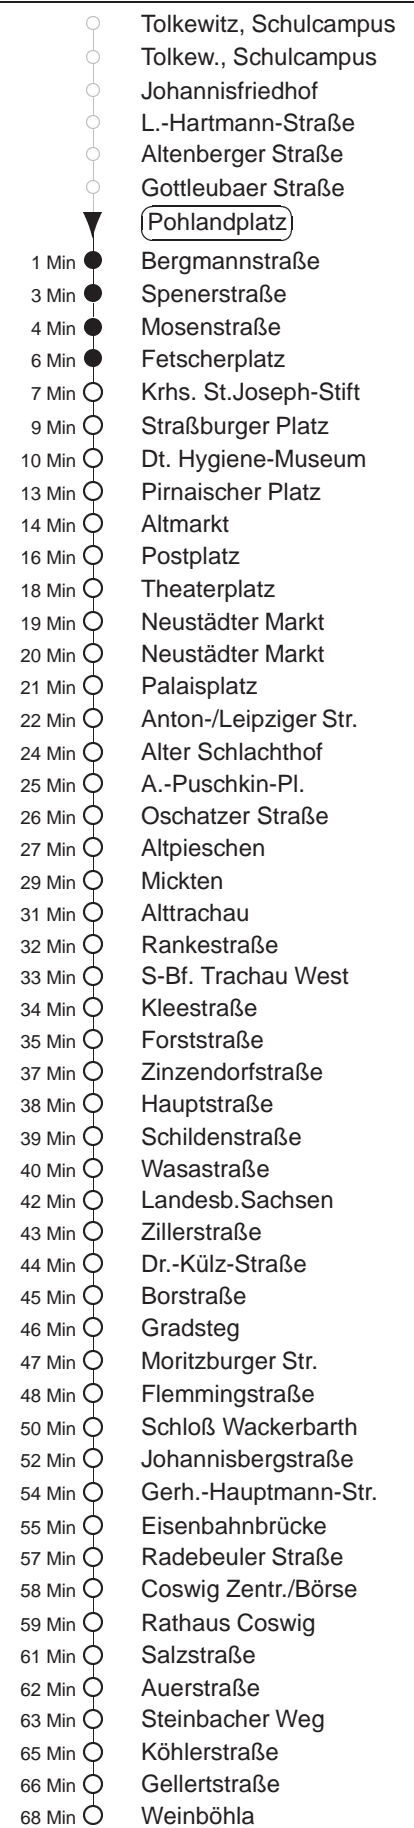 Tolkewitz, Schulcampus
Tolkew., Schulcampus
Johannisfriedhof
L.-Hartmann-Straße
Altenberger Straße
Gottleubaer Straße
Pohlandplatz
1 Min Bergmannstraße
3 Min Spenerstraße
4 Min Mosenstraße
6 Min Fetscherplatz
7 Min Krhs. St.Joseph-Stift
9 Min Straßburger Platz
10 Min Dt. Hygiene-Museum
13 Min Pirnaischer Platz
14 Min Altmarkt
16 Min Postplatz
18 Min Theaterplatz
19 Min Neustädter Markt
20 Min Neustädter Markt
21 Min Palaisplatz
22 Min Anton-/Leipziger Str.
24 Min Alter Schlachthof
25 Min A.-Puschkin-Pl.
26 Min Oschatzer Straße
27 Min Altpieschen
29 Min Mickten
31 Min Alttrachau
32 Min Rankestraße
33 Min S-Bf. Trachau West
34 Min Kleestraße
35 Min Forststraße
37 Min Zinzendorfstraße
38 Min Hauptstraße
39 Min Schildenstraße
40 Min Wasastraße
42 Min Landesb.Sachsen
43 Min Zillerstraße
44 Min Dr.-Külz-Straße
45 Min Borstraße
46 Min Gradsteg
47 Min Moritzburger Str.
48 Min Flemmingstraße
50 Min Schloß Wackerbarth
52 Min Johannisbergstraße
54 Min Gerh.-Hauptmann-Str.
55 Min Eisenbahnbrücke
57 Min Radebeuler Straße
58 Min Coswig Zentr./Börse
59 Min Rathaus Coswig
61 Min Salzstraße
62 Min Auerstraße
63 Min Steinbacher Weg
65 Min Köhlerstraße
66 Min Gellertstraße
68 Min Weinböhla